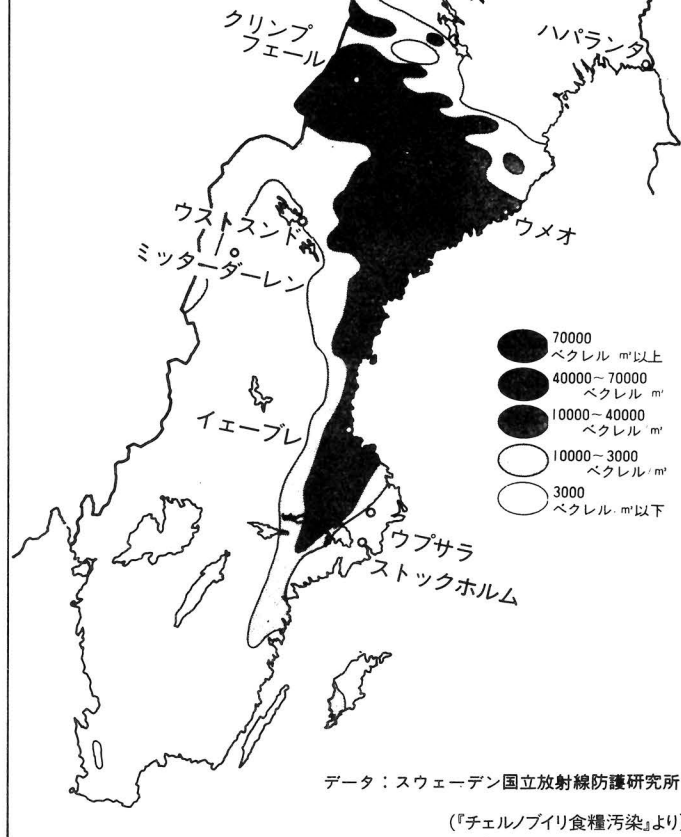 クリンプ
フェール
ハパランタ
ウストスンド
ミッターダーレン
ウメオ
70000
ベクレル ㎡以上
40000~70000
ベクレル ㎡
10000~40000
ベクレル/㎡
イェーブレ
10000~3000
ベクレル/㎡
3000
ベクレル/㎡以下
ウプサラ
ストックホルム
データ：スウェーデン国立放射線防護研究所
(『チェルノブイリ食糧汚染』より)